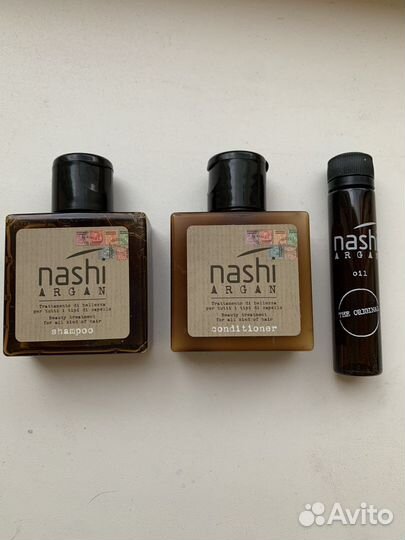 nashi
ARGAN
Trattamento di bellezza
per tutti i tipi di capello
Beauty treatment
for all kind of hair
shampoo
nashi
ARGAN
Trattamento di bellezza
per tutti i tipi di capello
Beauty treatment
for all kind of hair
conditioner
nashi
ARGAN
oil
THE ORIGINAL
Avito